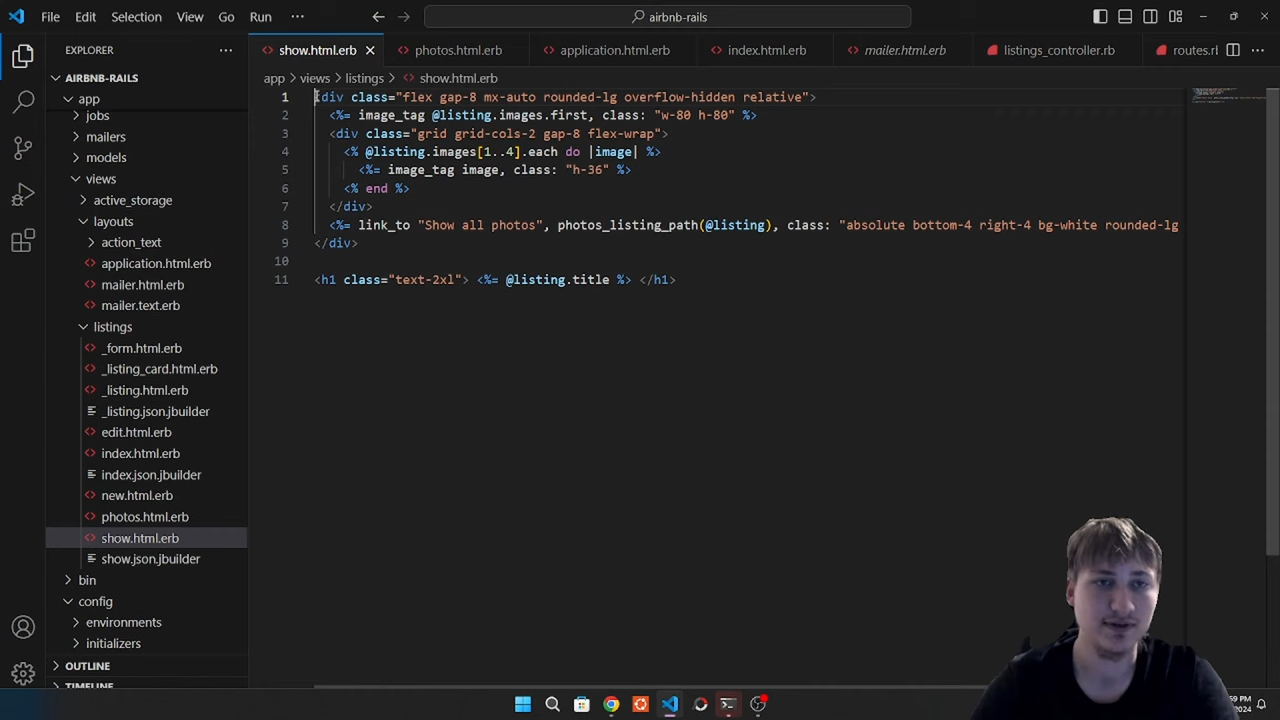 File Edit Selection View Go Run ··· airbnb-rails
EXPLORER ···
show.html.erb photos.html.erb application.html.erb index.html.erb mailer.html.erb listings_controller.rb routes.rl
AIRBNB-RAILS
app > views > listings > show.html.erb
app
jobs
mailers
models
views
active_storage
layouts
action_text
application.html.erb
mailer.html.erb
mailer.text.erb
listings
_form.html.erb
_listing_card.html.erb
_listing.html.erb
_listing.json.jbuilder
edit.html.erb
index.html.erb
index.json.jbuilder
new.html.erb
photos.html.erb
show.html.erb
show.json.jbuilder
bin
config
environments
initializers
OUTLINE
TIMELINE
1 <div class="flex gap-8 mx-auto rounded-lg overflow-hidden relative">
2 <%= image_tag @listing.images.first, class: "w-80 h-80" %>
3 <div class="grid grid-cols-2 gap-8 flex-wrap">
4 <% @listing.images[1..4].each do |image| %>
5 <%= image_tag image, class: "h-36" %>
6 <% end %>
7 </div>
8 <%= link_to "Show all photos", photos_listing_path(@listing), class: "absolute bottom-4 right-4 bg-white rounded-lg
9 </div>
10
11 <h1 class="text-2xl"> <%= @listing.title %> </h1>